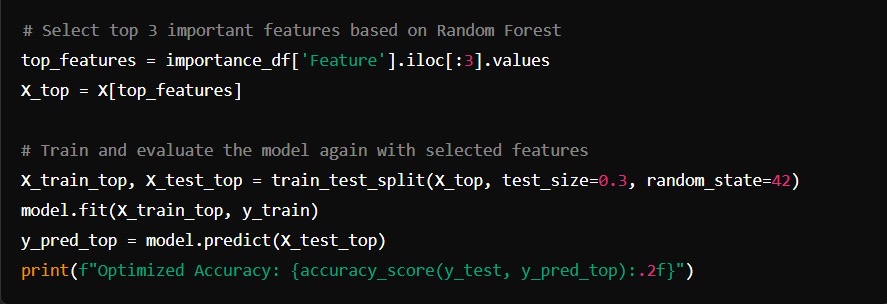 # Select top 3 important features based on Random Forest
top_features = importance_df['Feature'].iloc[:3].values
X_top = X[top_features]
# Train and evaluate the model again with selected features
X_train_top, X_test_top = train_test_split(X_top, test_size=0.3, random_state=42)
model.fit(X_train_top, y_train)
y_pred_top = model.predict(X_test_top)
print(f"Optimized Accuracy: {accuracy_score(y_test, y_pred_top):.2f}")